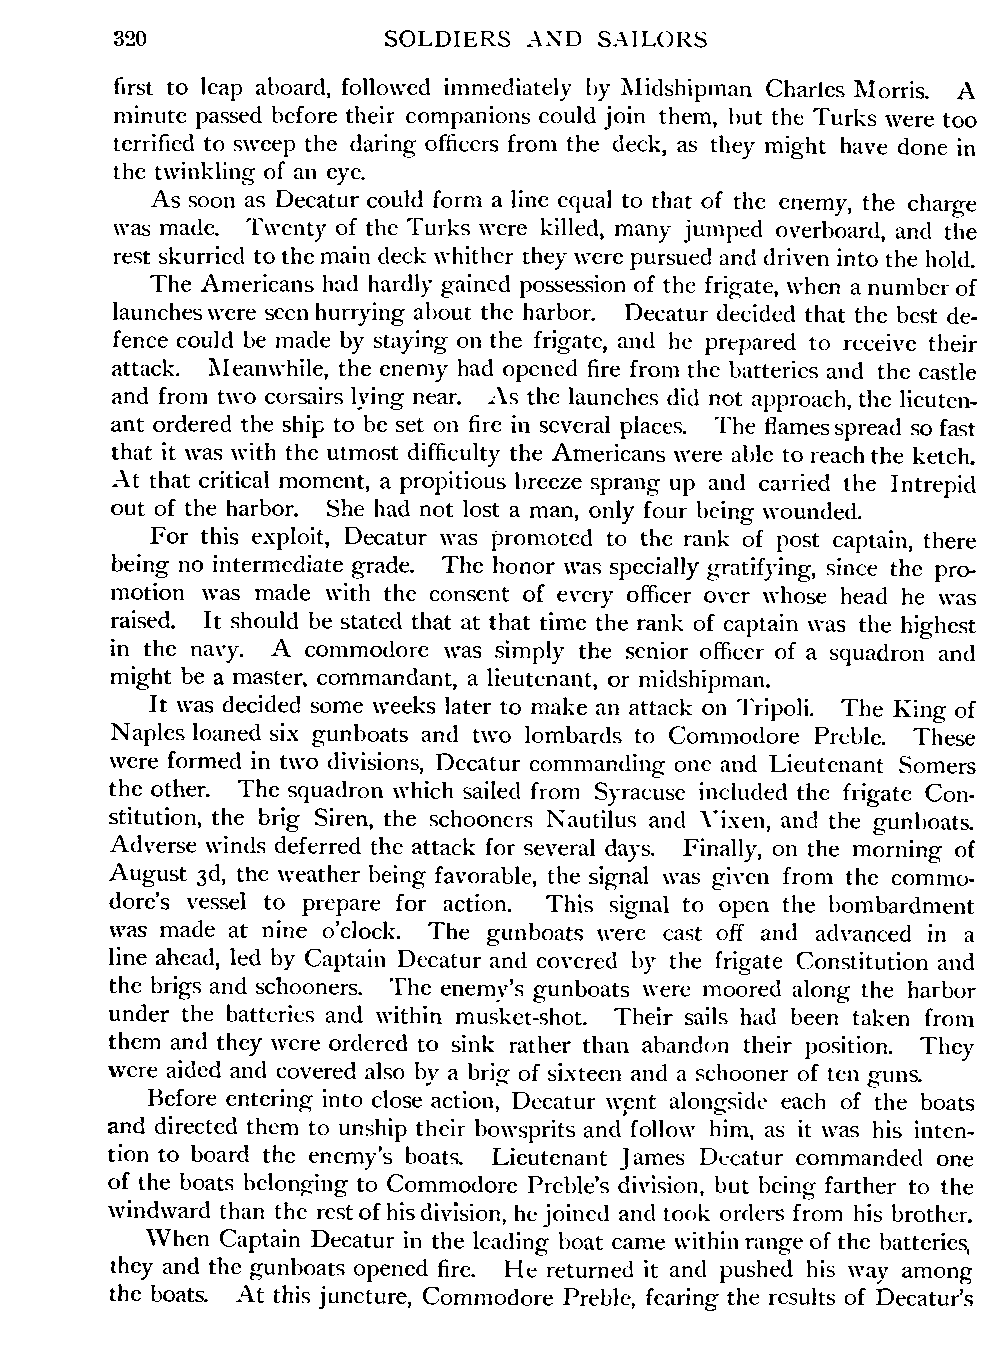 320 SOLDIERS AND SAILORS
first to leap aboard, followed immediately by Midshipman Charles Morris. A
minute passed before their companions could join them, but the Turks were too
terrified to sweep the daring officers from the deck, as they might have done in
the twinkling of an eye.
As soon as Decatur could form a line equal to that of the enemy, the charge
was made. Twenty of the Turks were killed, many jumped overboard, and the
rest skurried to the main deck whither they were pursued and driven into the hold.
The Americans had hardly gained possession of the frigate, when a number of
launches were seen hurrying about the harbor. Decatur decided that the best de-
fence could be made by staying on the frigate, and he prepared to receive their
attack. Meanwhile, the enemy had opened fire from the batteries and the castle
and from two corsairs lying near. As the launches did not approach, the lieuten-
ant ordered the ship to be set on fire in several places. The flames spread so fast
that it was with the utmost difficulty the Americans were able to reach the ketch.
At that critical moment, a propitious breeze sprang up and carried the Intrepid
out of the harbor. She had not lost a man, only four being wounded.
For this exploit, Decatur was promoted to the rank of post captain, there
being no intermediate grade. The honor was specially gratifying, since the pro-
motion was made with the consent of every officer over whose head he was
raised. It should be stated that at that time the rank of captain was the highest
in the navy. A commodore was simply the senior officer of a squadron and
might be a master, commandant, a lieutenant, or midshipman.
It was decided some weeks later to make an attack on Tripoli. The King of
Naples loaned six gunboats and two lombards to Commodore Preble. These
were formed in two divisions, Decatur commanding one and Lieutenant Somers
the other. The squadron which sailed from Syracuse included the frigate Con-
stitution, the brig Siren, the schooners Nautilus and Vixen, and the gunboats.
Adverse winds deferred the attack for several days. Finally, on the morning of
August 3d, the weather being favorable, the signal was given from the commo-
dore's vessel to prepare for action. This signal to open the bombardment
was made at nine o'clock. The gunboats were cast off and advanced in a
line ahead, led by Captain Decatur and covered by the frigate Constitution and
the brigs and schooners. The enemy's gunboats were moored along the harbor
under the batteries and within musket-shot. Their sails had been taken from
them and they were ordered to sink rather than abandon their position. They
were aided and covered also by a brig of sixteen and a schooner of ten guns.
Before entering into close action, Decatur went alongside each of the boats
and directed them to unship their bowsprits and follow him, as it was his inten-
tion to board the enemy's boats. Lieutenant James Decatur commanded one
of the boats belonging to Commodore Preble's division, but being farther to the
windward than the rest of his division, he joined and took orders from his brother.
When Captain Decatur in the leading boat came within range of the batteries,
they and the gunboats opened fire. He returned it and pushed his way among
the boats. At this juncture, Commodore Preble, fearing the results of Decatur's